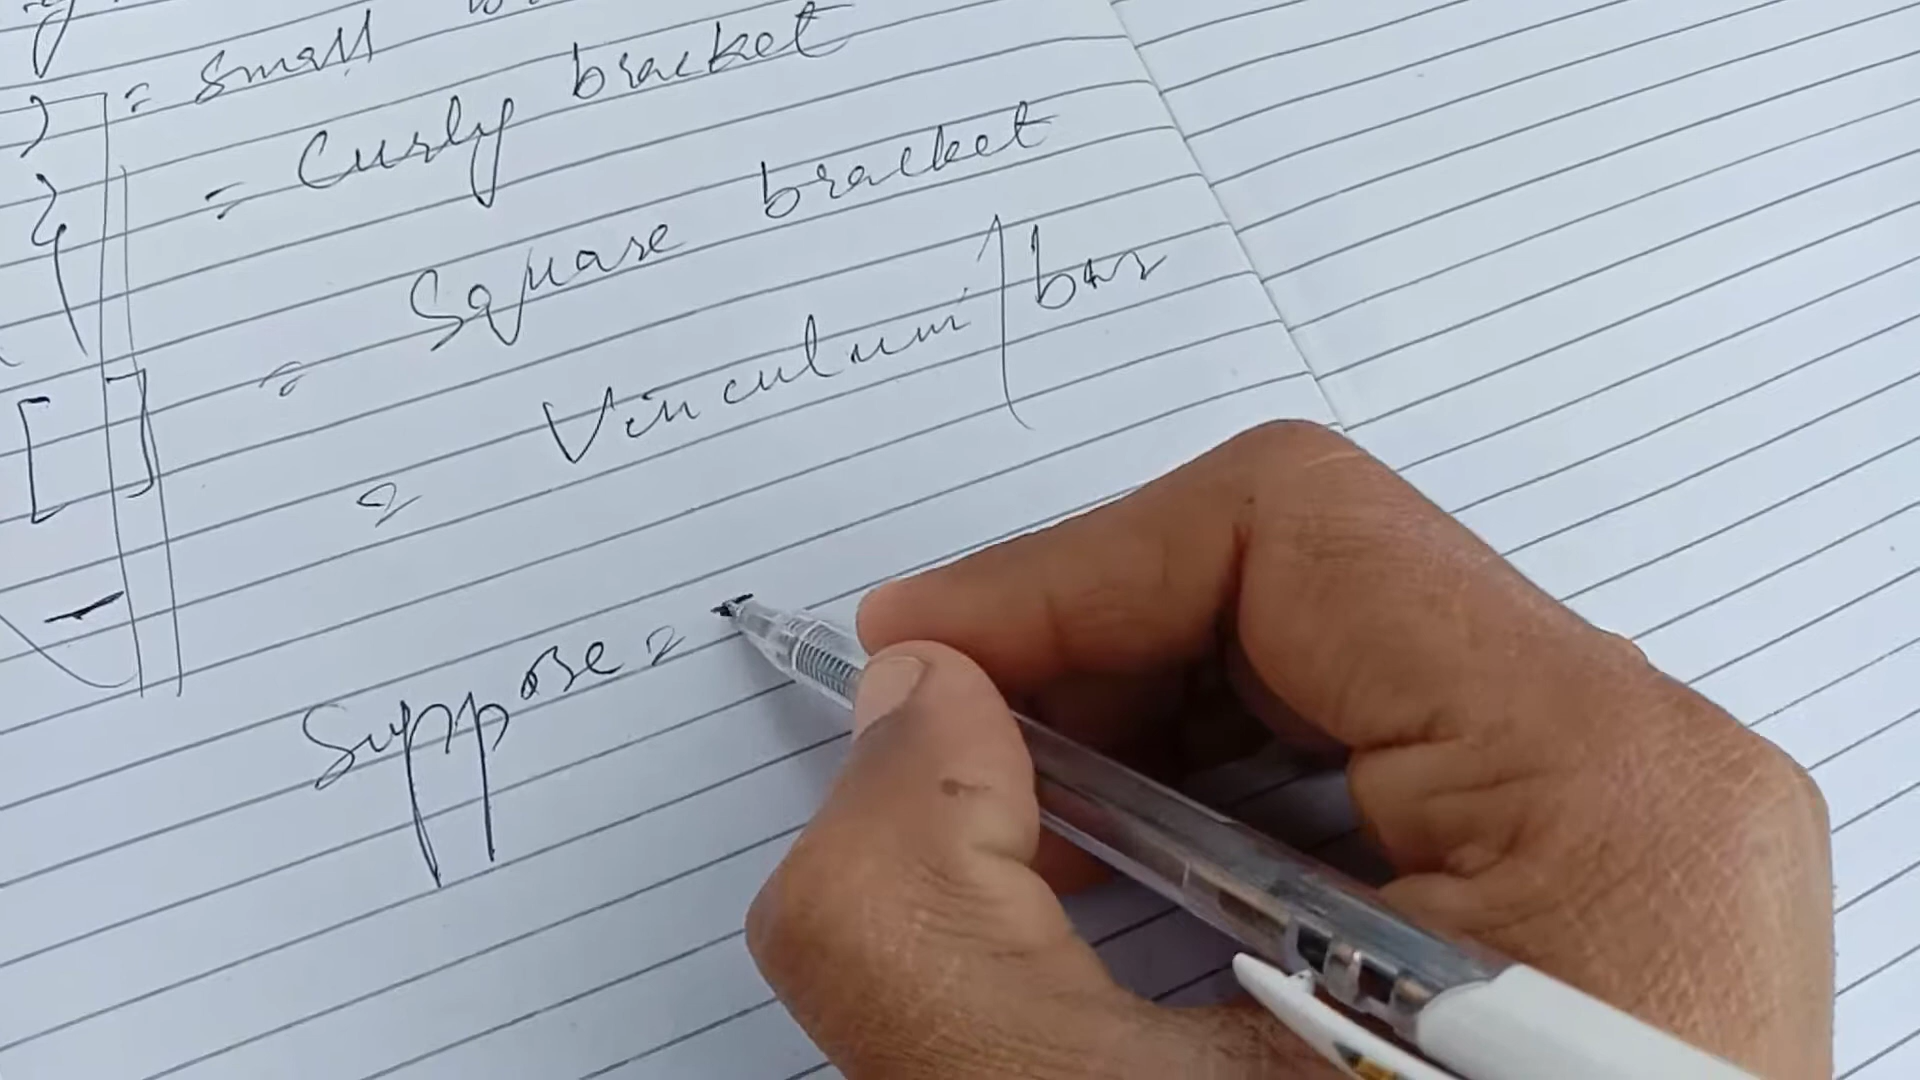 ) = small
} = Curly bracket
[ ] = Square bracket
— = Vinculum / bar
Suppose =